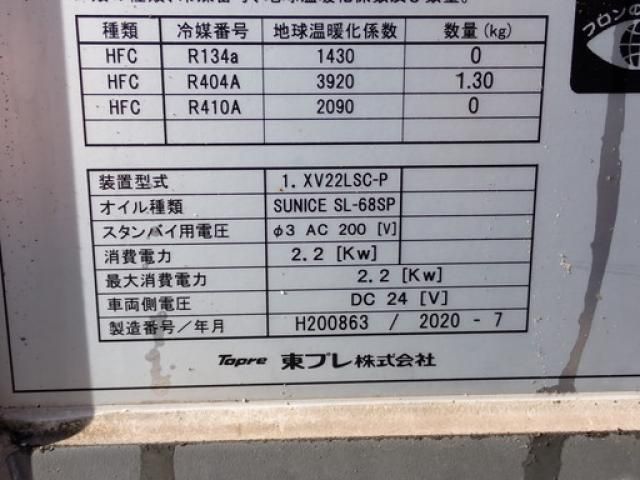 種類 冷媒番号 地球温暖化係数 数量(kg)
HFC R134a 1430 0
HFC R404A 3920 1.30
HFC R410A 2090 0
フロンの
装置型式 1. XV22LSC-P
オイル種類 SUNICE SL-68SP
スタンバイ用電圧 φ3 AC 200 [V]
消費電力 2.2 [Kw]
最大消費電力 2.2 [Kw]
車両側電圧 DC 24 [V]
製造番号/年月 H200863 / 2020 - 7
Topre 東プレ株式会社